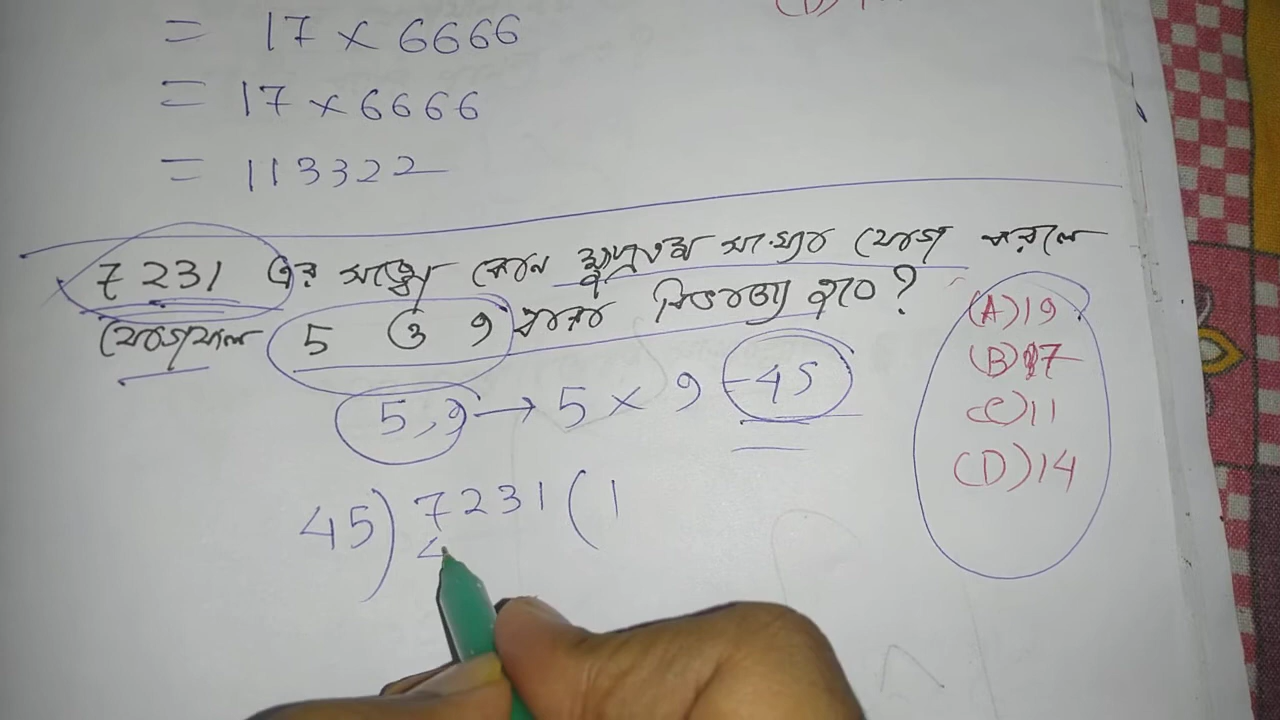 = 17 × 6666
= 17 × 6666
= 113322
7231 এর সঙ্গে কোন ক্ষুদ্রতম সংখ্যার যোগ করলে
যোগফল 5 ও 9 দ্বারা বিভাজ্য হবে?
(A) 19
(B) 17
(C) 11
(D) 14
5, 9 → 5 × 9 - 45
45) 7231 ( 1
4